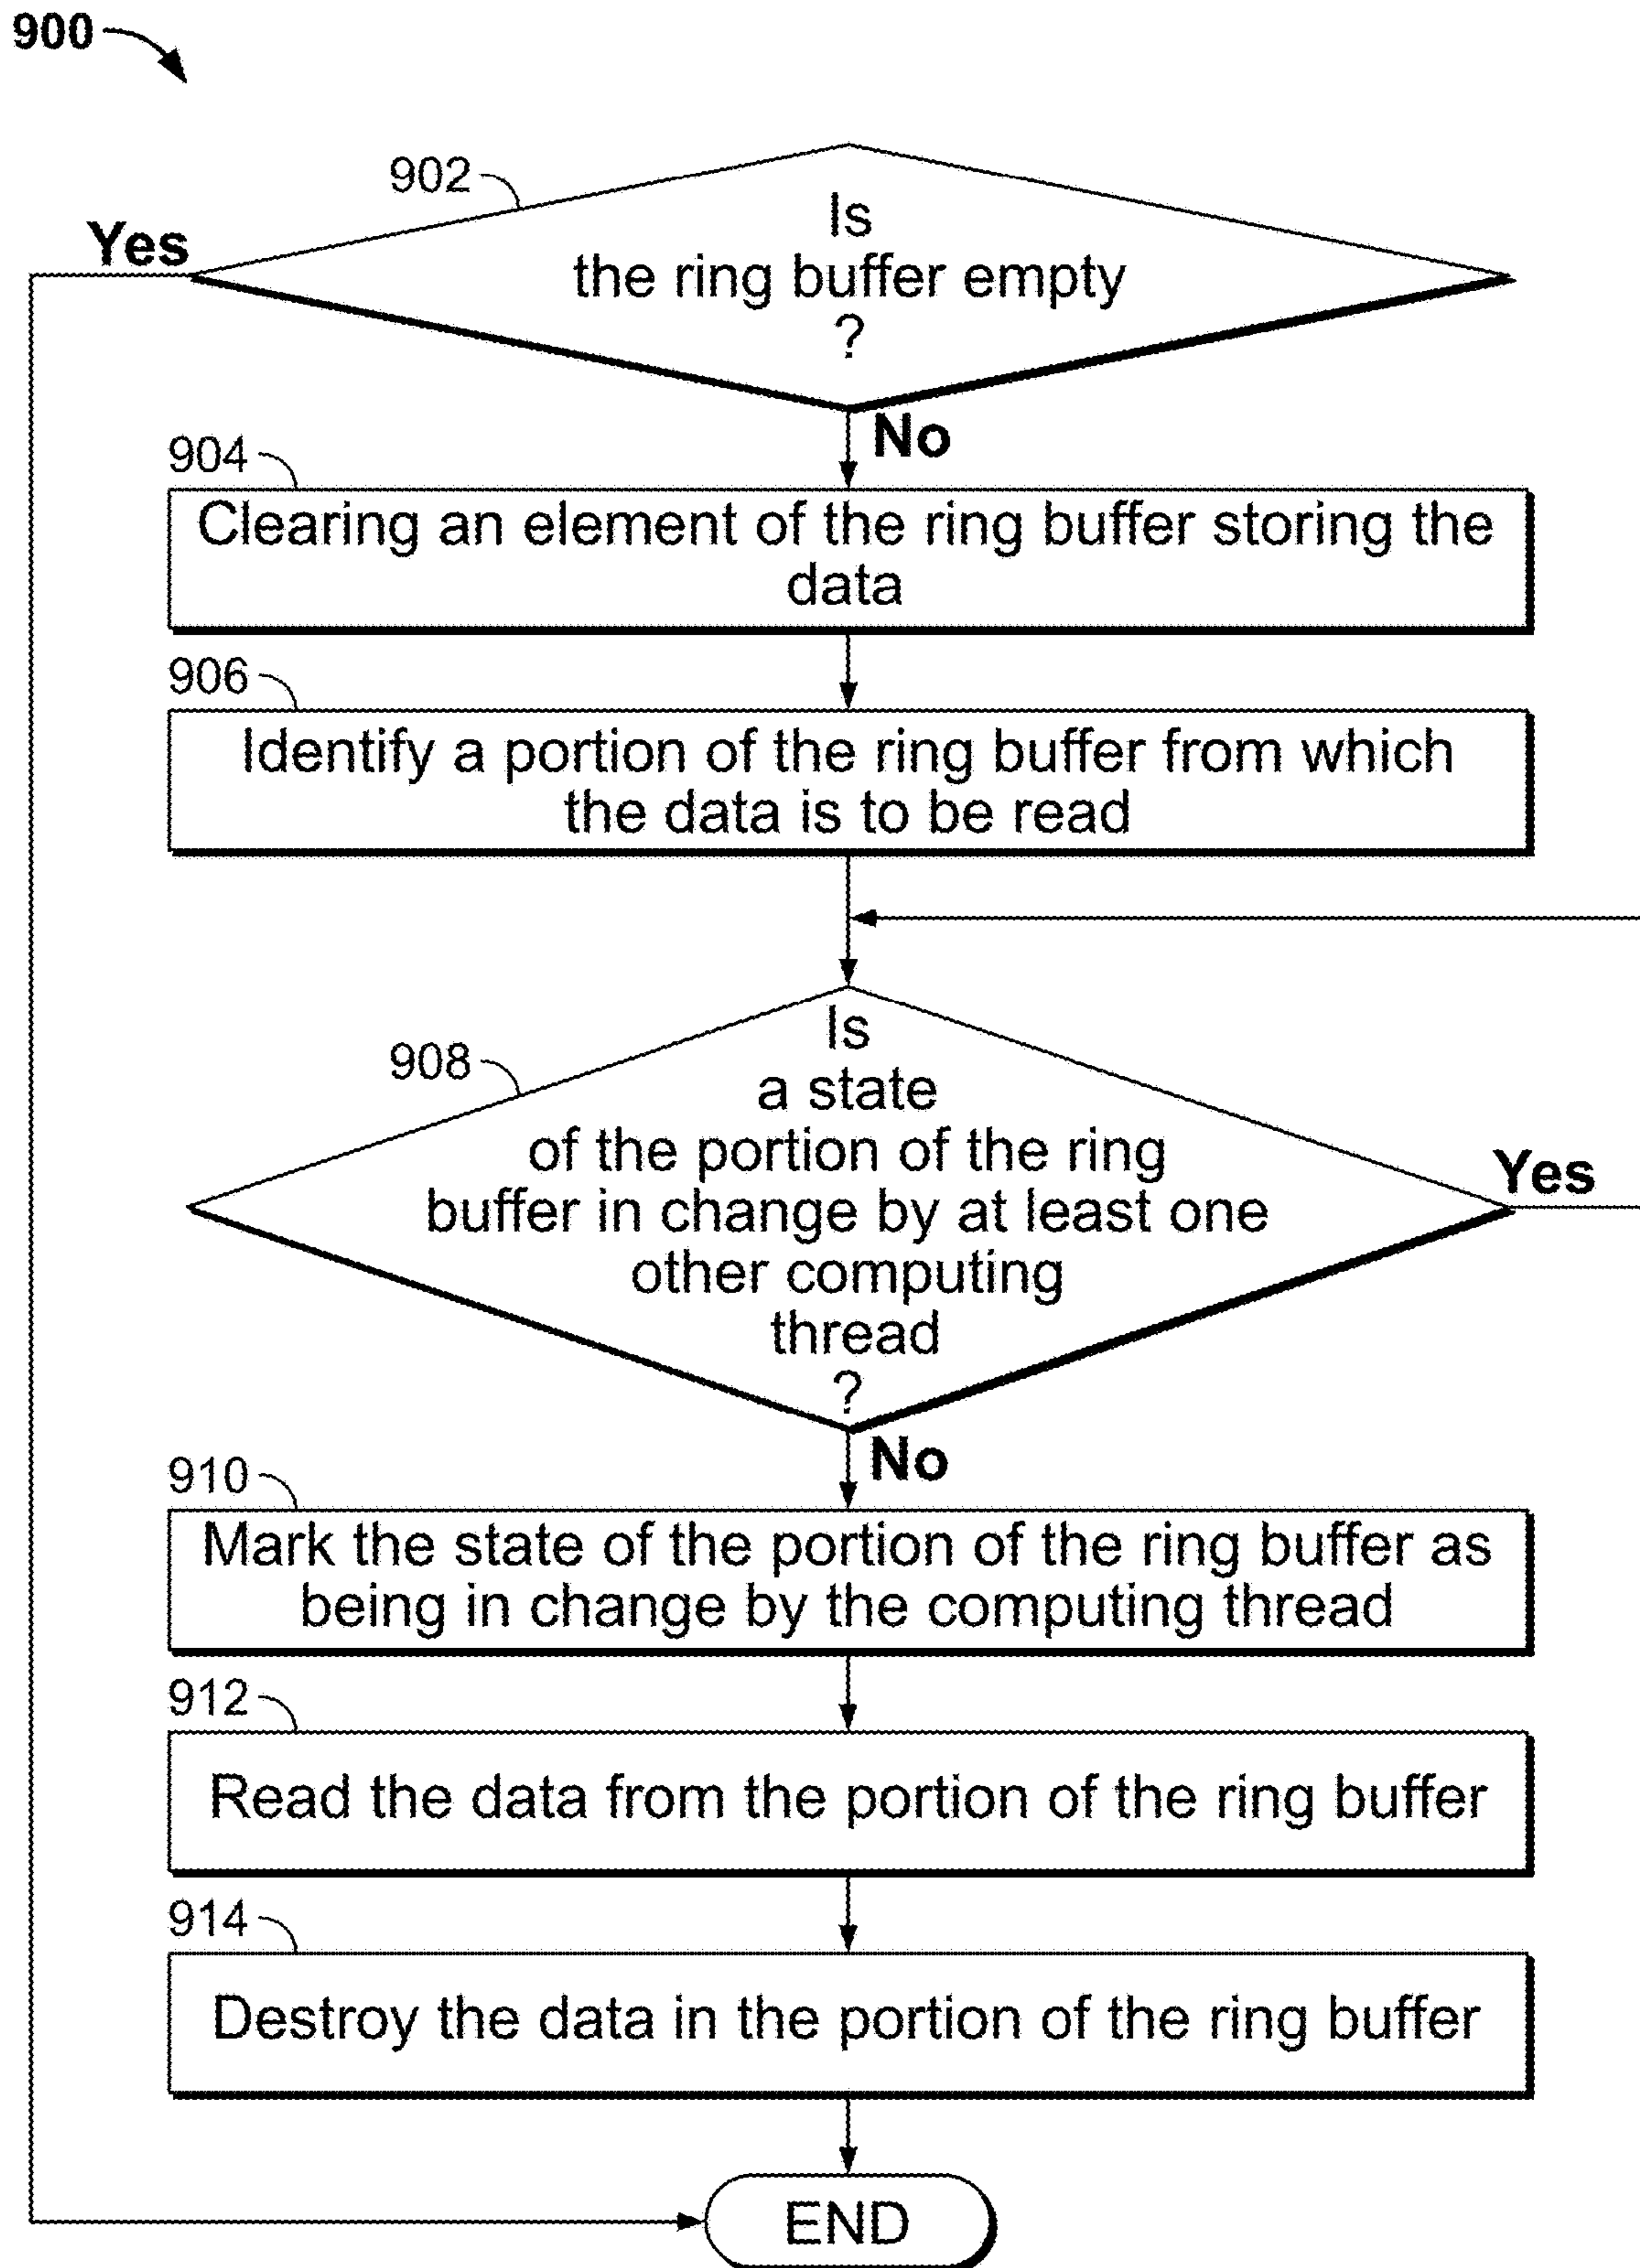 900
902
Yes
Is
the ring buffer empty
?
No
904
Clearing an element of the ring buffer storing the
data
906
Identify a portion of the ring buffer from which
the data is to be read
908
Is
a state
of the portion of the ring
buffer in change by at least one
other computing
thread
?
Yes
No
910
Mark the state of the portion of the ring buffer as
being in change by the computing thread
912
Read the data from the portion of the ring buffer
914
Destroy the data in the portion of the ring buffer
END